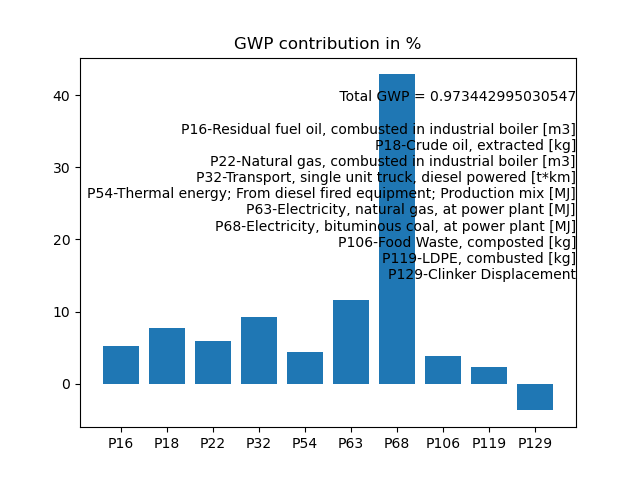 GWP contribution in %
40
30
20
10
0
Total GWP = 0.973442995030547
P16-Residual fuel oil, combusted in industrial boiler [m3]
P18-Crude oil, extracted [kg]
P22-Natural gas, combusted in industrial boiler [m3]
P32-Transport, single unit truck, diesel powered [t*km]
P54-Thermal energy; From diesel fired equipment; Production mix [MJ]
P63-Electricity, natural gas, at power plant [MJ]
P68-Electricity, bituminous coal, at power plant [MJ]
P106-Food Waste, composted [kg]
P119-LDPE, combusted [kg]
P129-Clinker Displacement
P16 P18 P22 P32 P54 P63 P68 P106 P119 P129